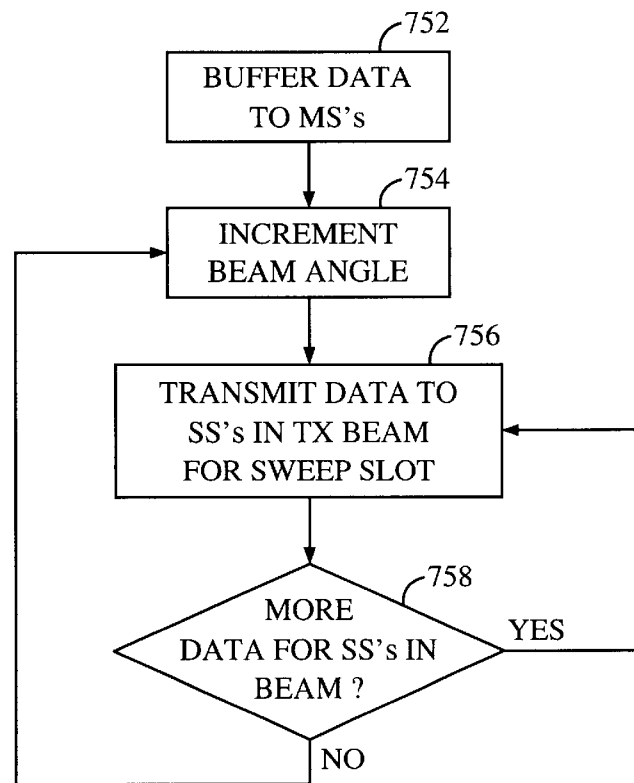 752
BUFFER DATA
TO MS's
754
INCREMENT
BEAM ANGLE
756
TRANSMIT DATA TO
SS's IN TX BEAM
FOR SWEEP SLOT
758
MORE
DATA FOR SS's IN
BEAM ?
YES
NO